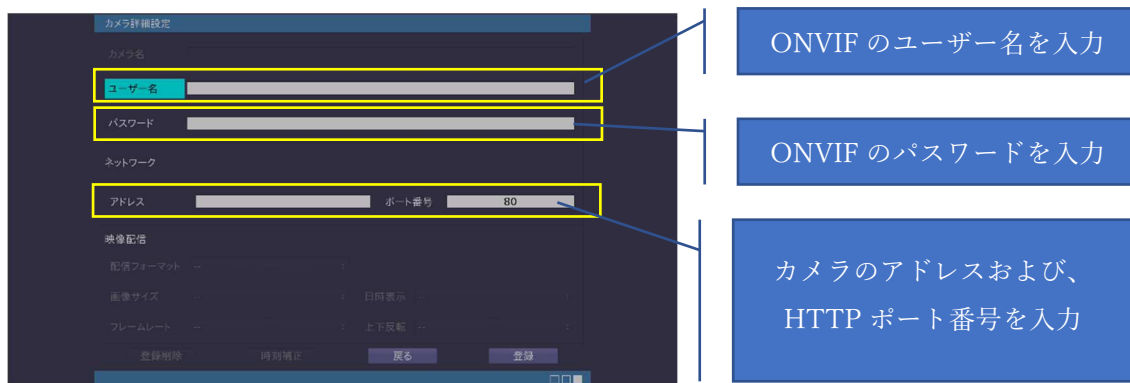 カメラ詳細設定
カメラ名
ユーザー名
パスワード
ネットワーク
アドレス ポート番号 80
映像配信
配信フォーマット --
画像サイズ -- 日時表示 --
フレームレート -- 上下反転 --
登録削除 時刻補正 戻る 登録
ONVIF のユーザー名を入力
ONVIF のパスワードを入力
カメラのアドレスおよび、
HTTP ポート番号を入力